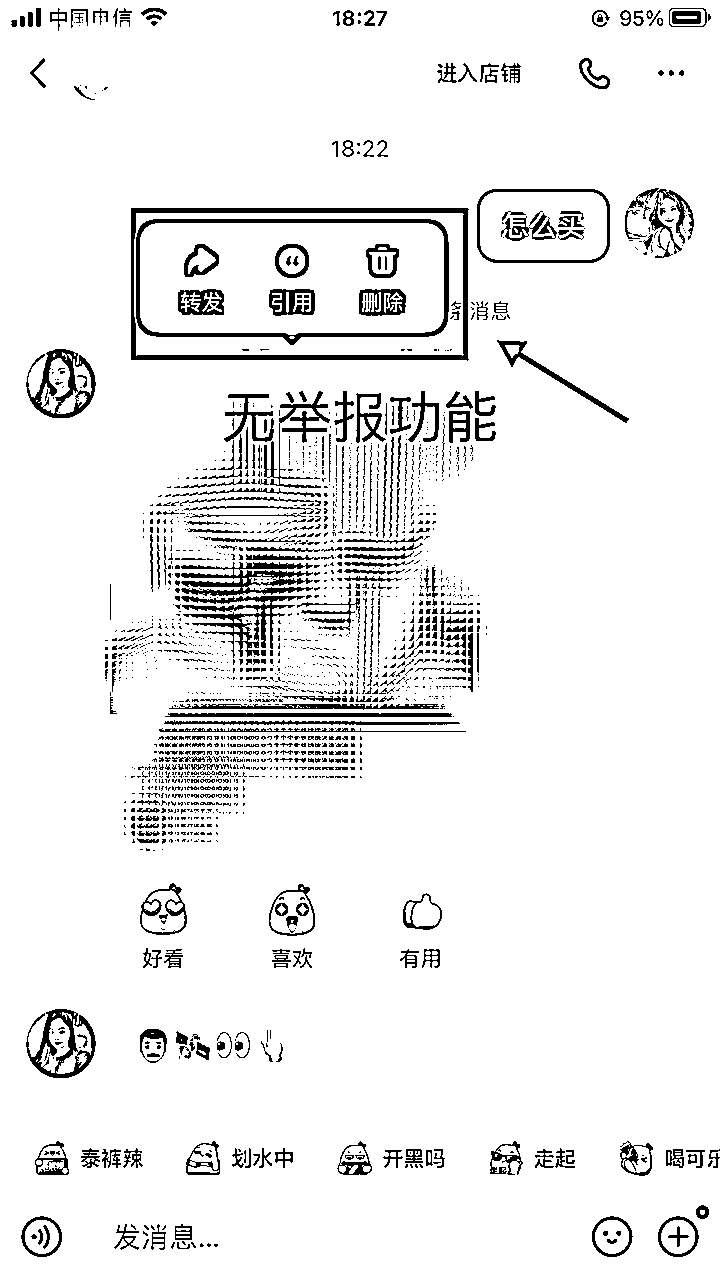 中国电信 18:27 95%
进入店铺
18:22
怎么买
转发 引用 删除
条消息
无举报功能
好看 喜欢 有用
泰裤辣 划水中 开黑吗 走起 喝可乐
发消息...